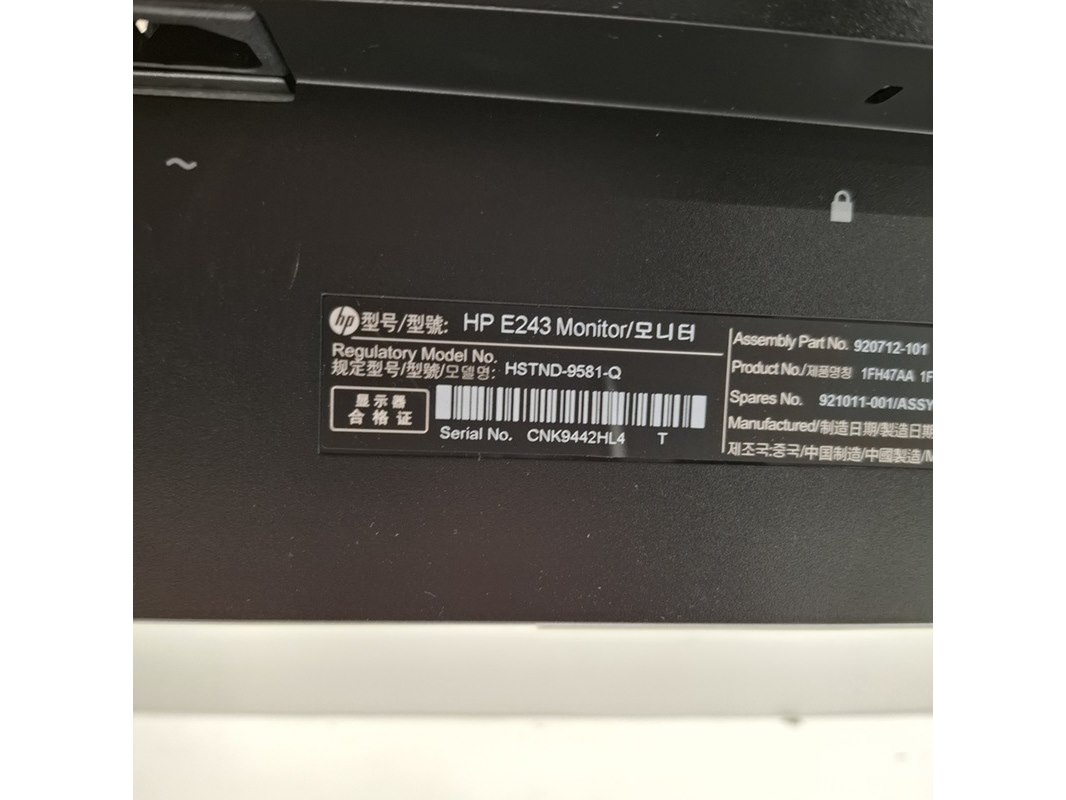 ~
hp 型号/型號: HP E243 Monitor/모니터
Regulatory Model No.
规定型号/型號/모델명: HSTND-9581-Q
显示器
合格证
Serial No. CNK9442HL4 T
Assembly Part No. 920712-101
Product No./제품명칭 1FH47AA 1F
Spares No. 921011-001/ASSY
Manufactured/制造日期/製造日期
제조국:중국/中国制造/中國製造/M